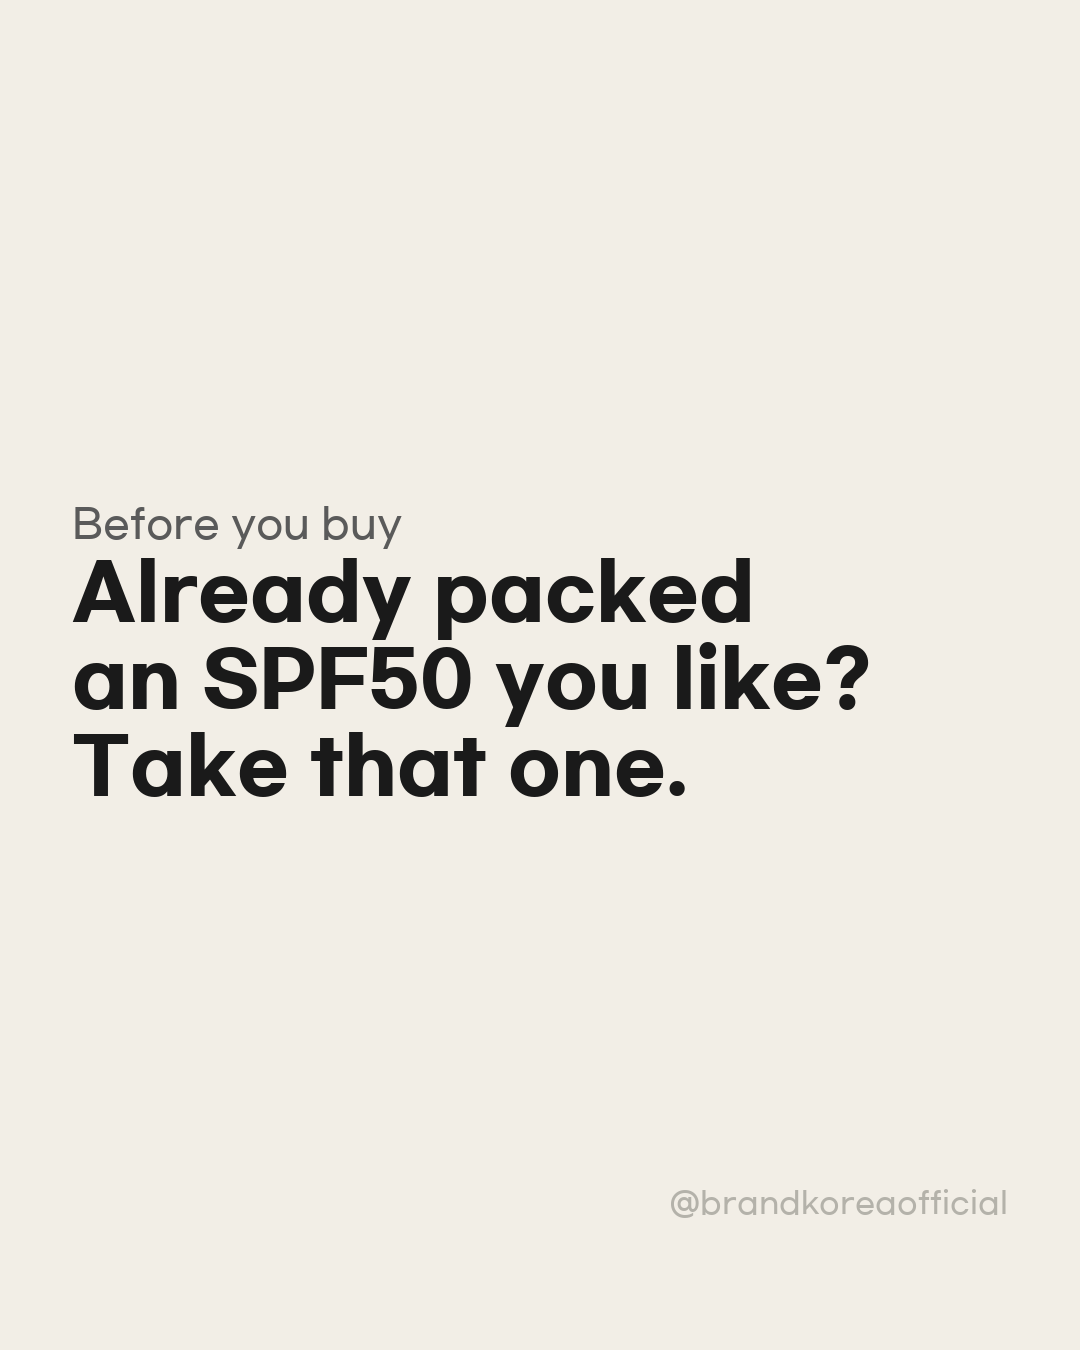 Before you buy
Already packed
an SPF50 you like?
Take that one.
@brandkoreaofficial